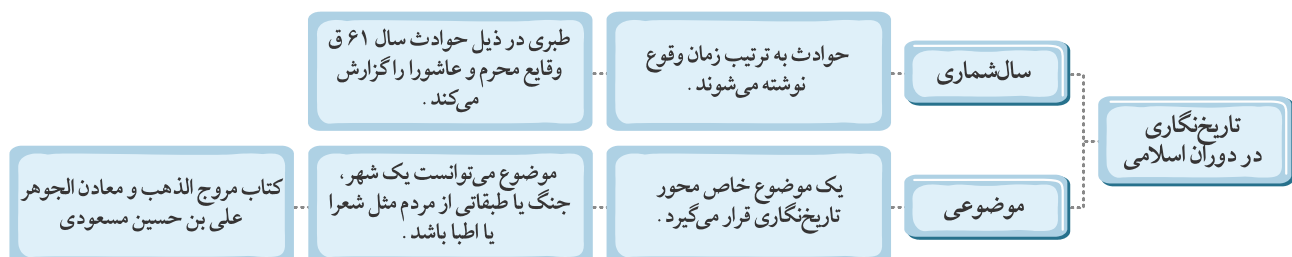 تاریخ‌نگاری
در دوران اسلامی
سال‌شماری
حوادث به ترتیب زمان وقوع
نوشته می‌شوند .
طبری در ذیل حوادث سال ۶۱ ق
وقایع محرم و عاشورا را گزارش
می‌کند .
موضوعی
یک موضوع خاص محور
تاریخ‌نگاری قرار می‌گیرد .
موضوع می‌توانست یک شهر،
جنگ یا طبقاتی از مردم مثل شعرا
یا اطبا باشد .
کتاب مروج الذهب و معادن الجوهر
علی بن حسین مسعودی